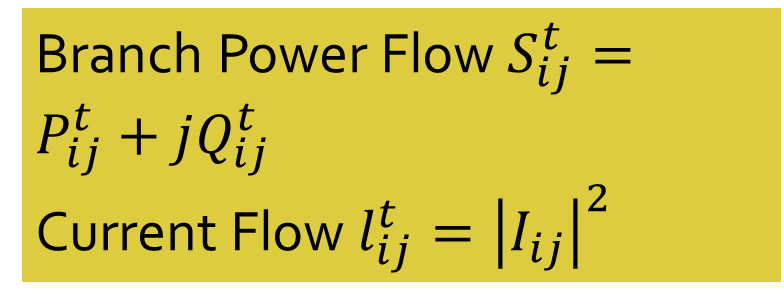 Branch Power Flow $S_{ij}^{t} =$
$P_{ij}^{t} + jQ_{ij}^{t}$
Current Flow $l_{ij}^{t} = |I_{ij}|^{2}$